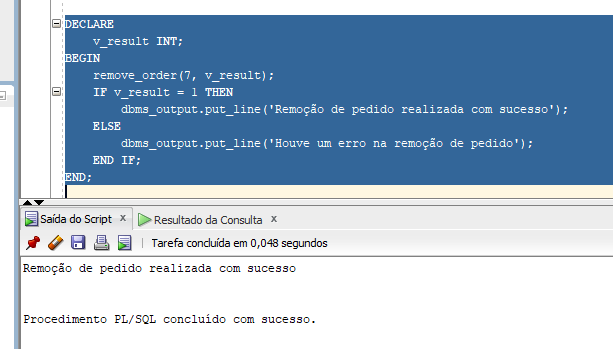 DECLARE
v_result INT;
BEGIN
remove_order(7, v_result);
IF v_result = 1 THEN
dbms_output.put_line('Remoção de pedido realizada com sucesso');
ELSE
dbms_output.put_line('Houve um erro na remoção de pedido');
END IF;
END;
Saída do Script x Resultado da Consulta x
Tarefa concluída em 0,048 segundos
Remoção de pedido realizada com sucesso
Procedimento PL/SQL concluído com sucesso.